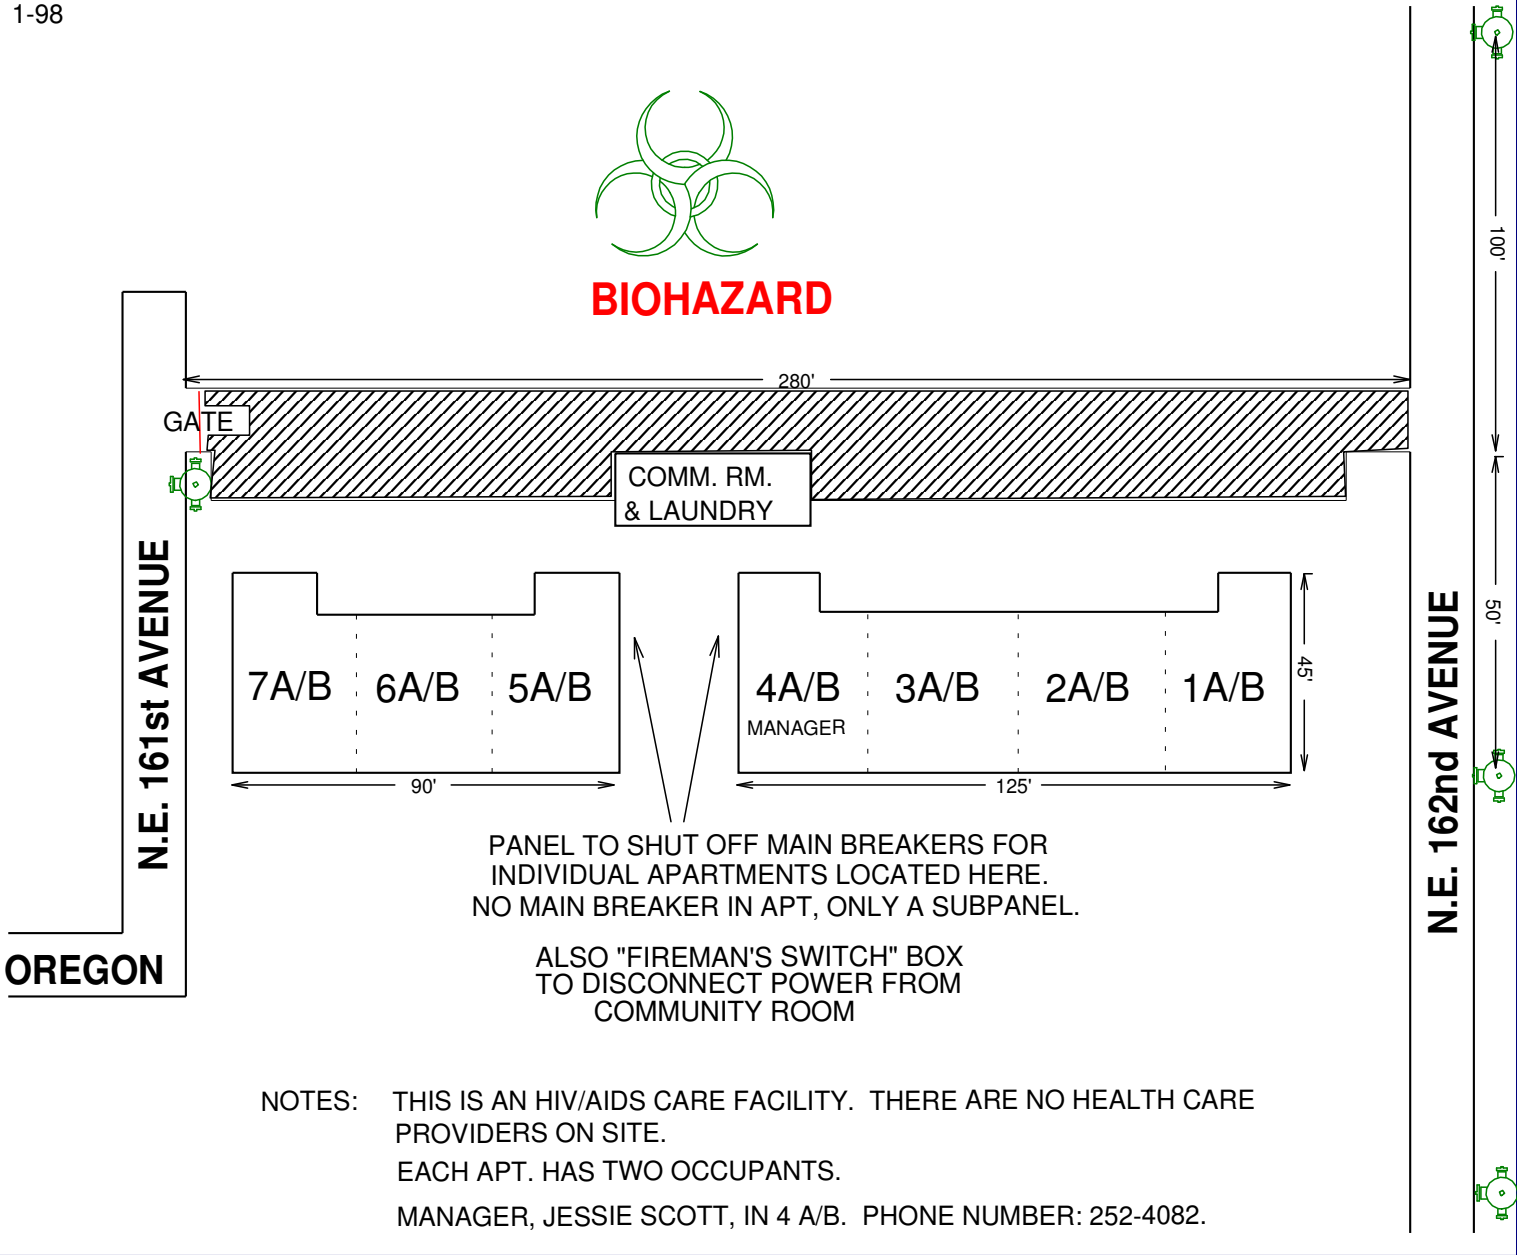 1-98
BIOHAZARD
100'
280'
GATE
COMM. RM.
& LAUNDRY
N.E. 161st AVENUE
7A/B
6A/B
5A/B
4A/B
MANAGER
3A/B
2A/B
1A/B
45'
50'
N.E. 162nd AVENUE
90'
125'
PANEL TO SHUT OFF MAIN BREAKERS FOR
INDIVIDUAL APARTMENTS LOCATED HERE.
NO MAIN BREAKER IN APT, ONLY A SUBPANEL.
ALSO "FIREMAN'S SWITCH" BOX
TO DISCONNECT POWER FROM
COMMUNITY ROOM
OREGON
NOTES: THIS IS AN HIV/AIDS CARE FACILITY. THERE ARE NO HEALTH CARE
PROVIDERS ON SITE.
EACH APT. HAS TWO OCCUPANTS.
MANAGER, JESSIE SCOTT, IN 4 A/B. PHONE NUMBER: 252-4082.